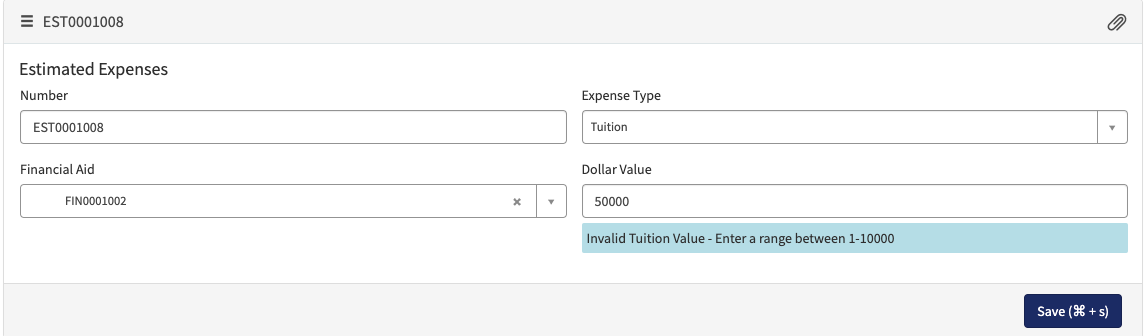 EST0001008
Estimated Expenses
Number
Expense Type
EST0001008
Tuition
Financial Aid
Dollar Value
FIN0001002
50000
Invalid Tuition Value - Enter a range between 1-10000
Save (⌘ + s)